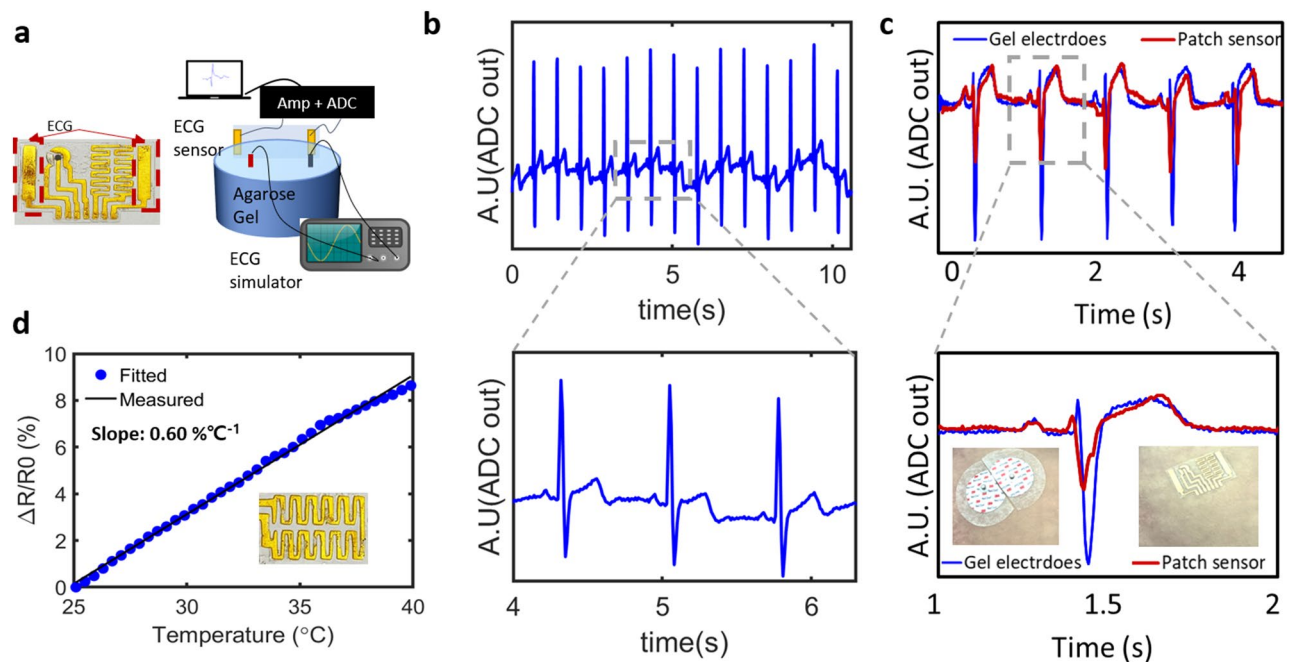 a
ECG
ECG
sensor
Amp + ADC
Agarose
Gel
ECG
simulator
b
A.U(ADC out)
0
5
10
time(s)
A.U(ADC out)
4
5
6
time(s)
c
Gel electrdoes
Patch sensor
A.U. (ADC out)
0
2
4
Time (s)
A.U. (ADC out)
Gel electrdoes
Patch sensor
1
1.5
2
Time (s)
d
10
8
6
4
2
0
ΔR/R0 (%)
Fitted
Measured
Slope: 0.60 %°C⁻¹
25
30
35
40
Temperature (°C)